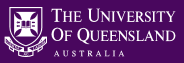 THE UNIVERSITY
OF QUEENSLAND
AUSTRALIA